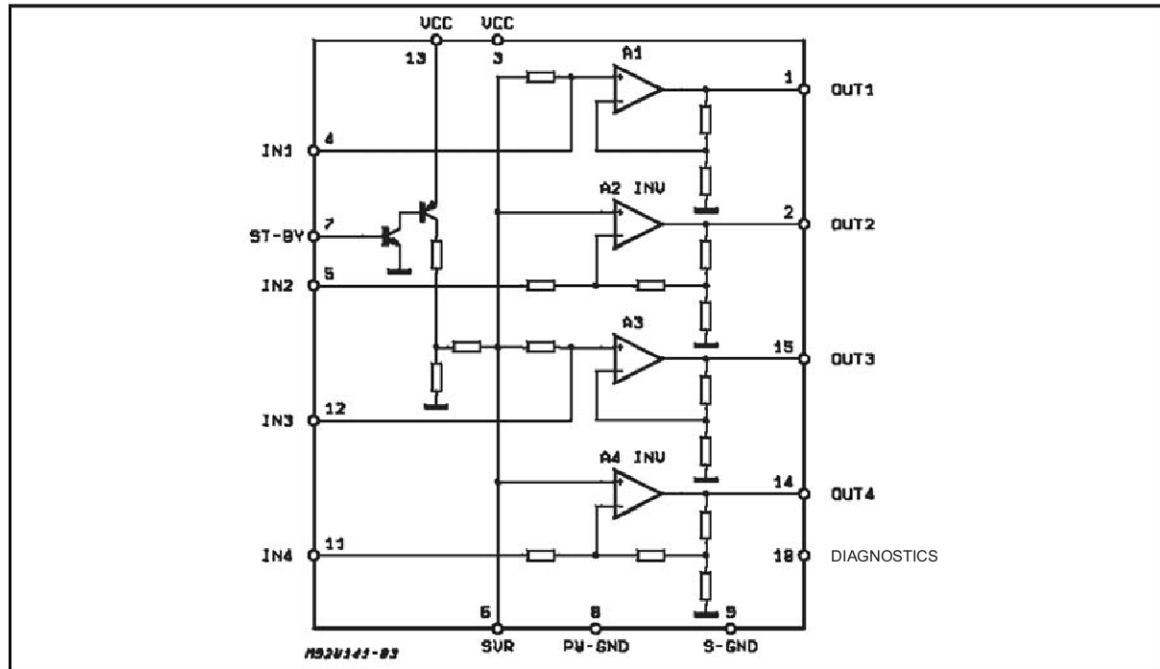 VCC VCC
13 3 A1 1 OUT1
IN1 4
A2 INV 2 OUT2
ST-BY 7
IN2 5
A3 15 OUT3
IN3 12
A4 INV 14 OUT4
IN4 11 10 DIAGNOSTICS
6 8 9
SVR PW-GND S-GND